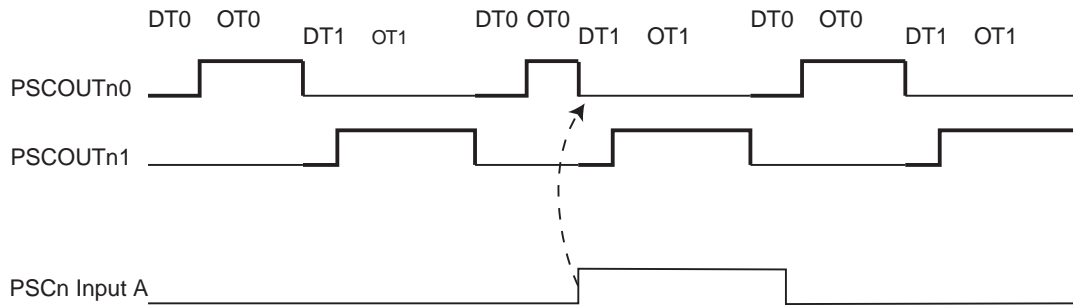 DT0 OT0 DT1 OT1 DT0 OT0 DT1 OT1 DT0 OT0 DT1 OT1
PSCOUTn0
PSCOUTn1
PSCn Input A